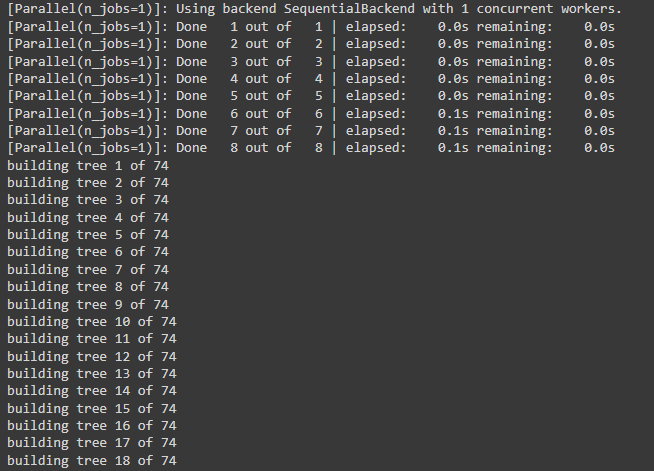 [Parallel(n_jobs=1)]: Using backend SequentialBackend with 1 concurrent workers.
[Parallel(n_jobs=1)]: Done   1 out of   1 | elapsed:    0.0s remaining:    0.0s
[Parallel(n_jobs=1)]: Done   2 out of   2 | elapsed:    0.0s remaining:    0.0s
[Parallel(n_jobs=1)]: Done   3 out of   3 | elapsed:    0.0s remaining:    0.0s
[Parallel(n_jobs=1)]: Done   4 out of   4 | elapsed:    0.0s remaining:    0.0s
[Parallel(n_jobs=1)]: Done   5 out of   5 | elapsed:    0.0s remaining:    0.0s
[Parallel(n_jobs=1)]: Done   6 out of   6 | elapsed:    0.1s remaining:    0.0s
[Parallel(n_jobs=1)]: Done   7 out of   7 | elapsed:    0.1s remaining:    0.0s
[Parallel(n_jobs=1)]: Done   8 out of   8 | elapsed:    0.1s remaining:    0.0s
building tree 1 of 74
building tree 2 of 74
building tree 3 of 74
building tree 4 of 74
building tree 5 of 74
building tree 6 of 74
building tree 7 of 74
building tree 8 of 74
building tree 9 of 74
building tree 10 of 74
building tree 11 of 74
building tree 12 of 74
building tree 13 of 74
building tree 14 of 74
building tree 15 of 74
building tree 16 of 74
building tree 17 of 74
building tree 18 of 74